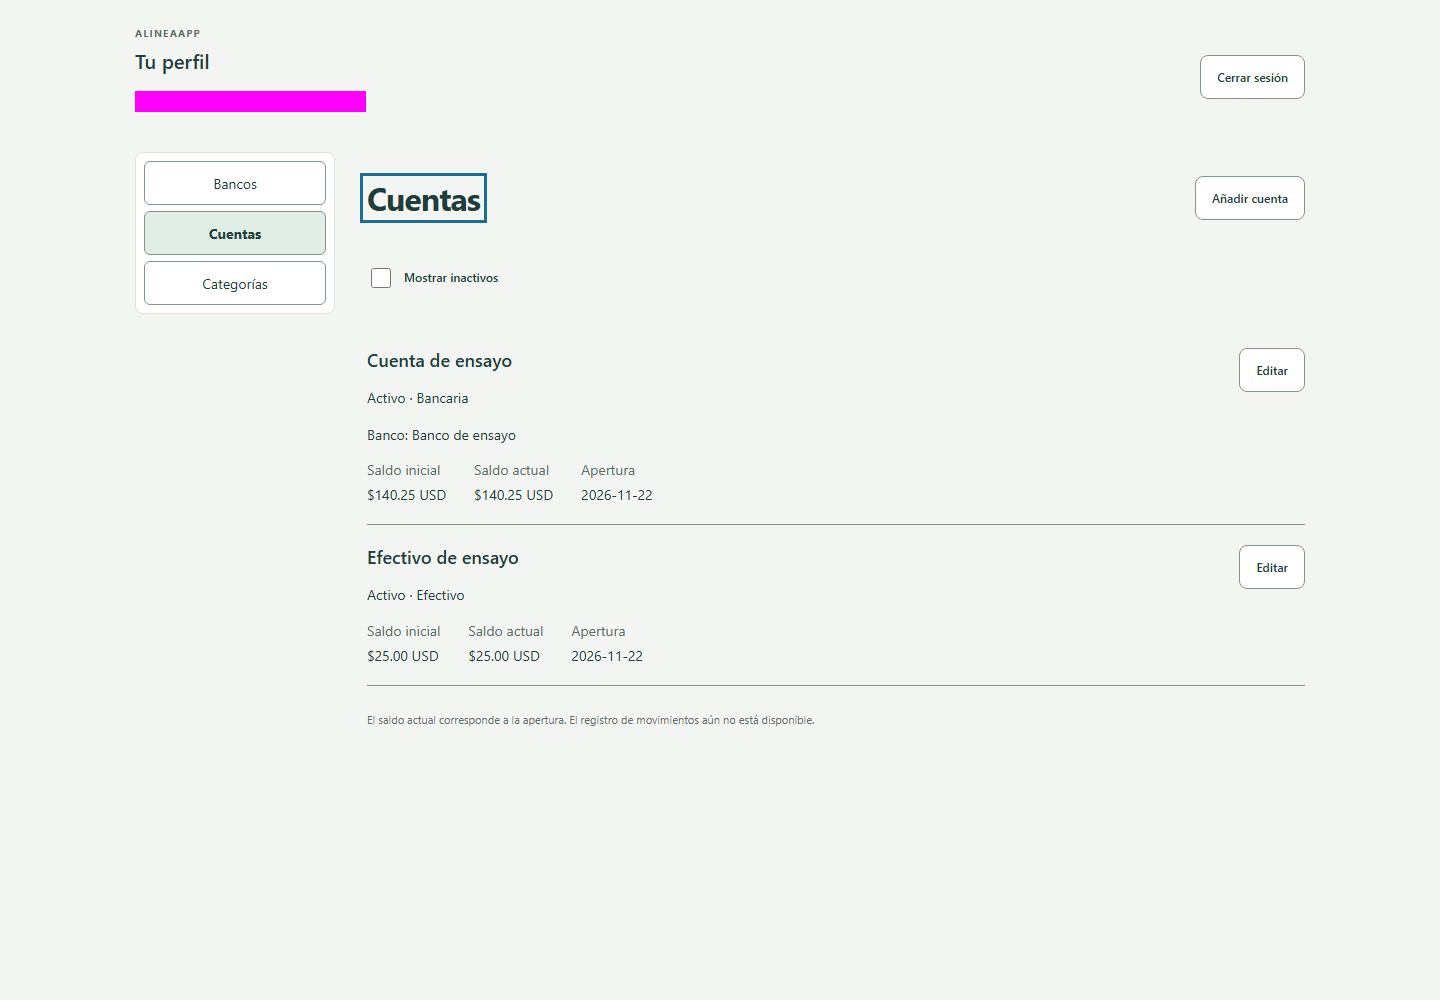 ALINEAAPP
Tu perfil
Cerrar sesión
Bancos
Cuentas
Categorías
Cuentas
Añadir cuenta
Mostrar inactivos
Cuenta de ensayo
Editar
Activo · Bancaria
Banco: Banco de ensayo
Saldo inicial Saldo actual Apertura
$140.25 USD $140.25 USD 2026-11-22
Efectivo de ensayo
Editar
Activo · Efectivo
Saldo inicial Saldo actual Apertura
$25.00 USD $25.00 USD 2026-11-22
El saldo actual corresponde a la apertura. El registro de movimientos aún no está disponible.